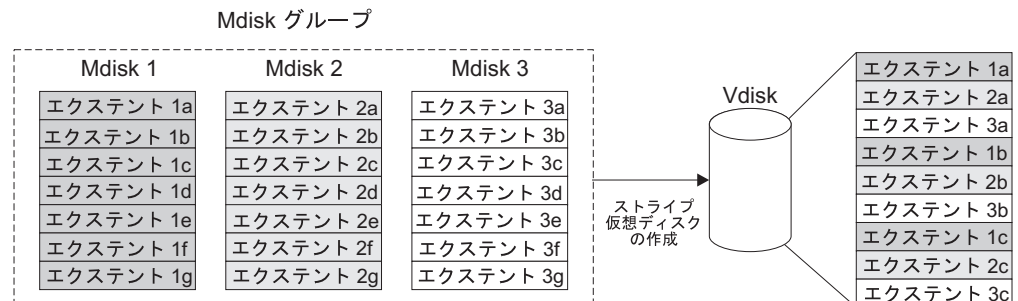 Mdisk グループ
Mdisk 1
エクステント 1a
エクステント 1b
エクステント 1c
エクステント 1d
エクステント 1e
エクステント 1f
エクステント 1g
Mdisk 2
エクステント 2a
エクステント 2b
エクステント 2c
エクステント 2d
エクステント 2e
エクステント 2f
エクステント 2g
Mdisk 3
エクステント 3a
エクステント 3b
エクステント 3c
エクステント 3d
エクステント 3e
エクステント 3f
エクステント 3g
ストライプ
仮想ディスク
の作成
Vdisk
エクステント 1a
エクステント 2a
エクステント 3a
エクステント 1b
エクステント 2b
エクステント 3b
エクステント 1c
エクステント 2c
エクステント 3c